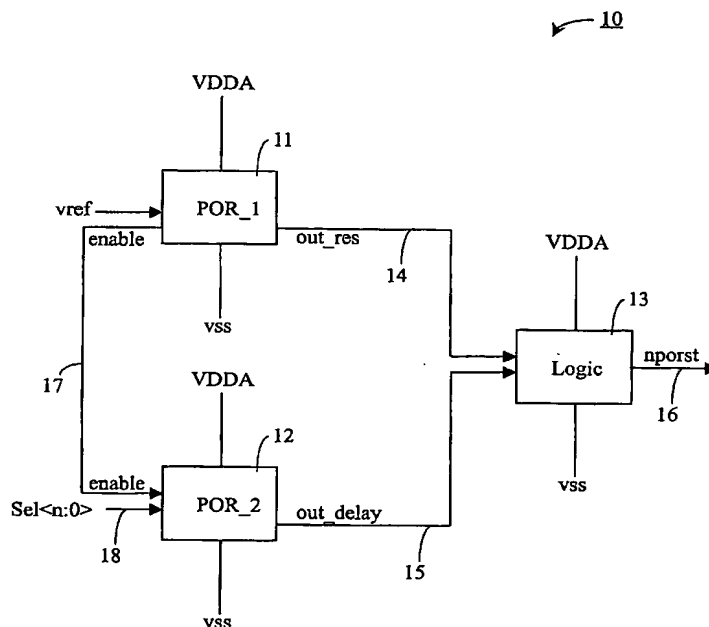 10
VDDA
11
vref
POR_1
enable
out_res
14
VDDA
13
vss
Logic
nporst
17
VDDA
16
12
enable
vss
Sel<n:0>
POR_2
out_delay
18
15
vss